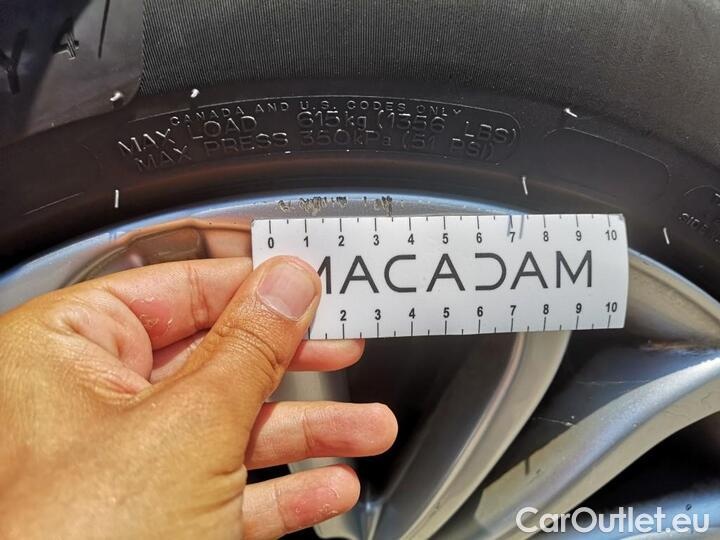 Y 4
CANADA AND U.S. CODES ONLY
MAX LOAD 615kg (1356 LBS)
MAX PRESS 350kPa (51 PSI)
0 1 2 3 4 5 6 7 8 9 10
MACADAM
2 3 4 5 6 7 8 9 10
CarOutlet.eu